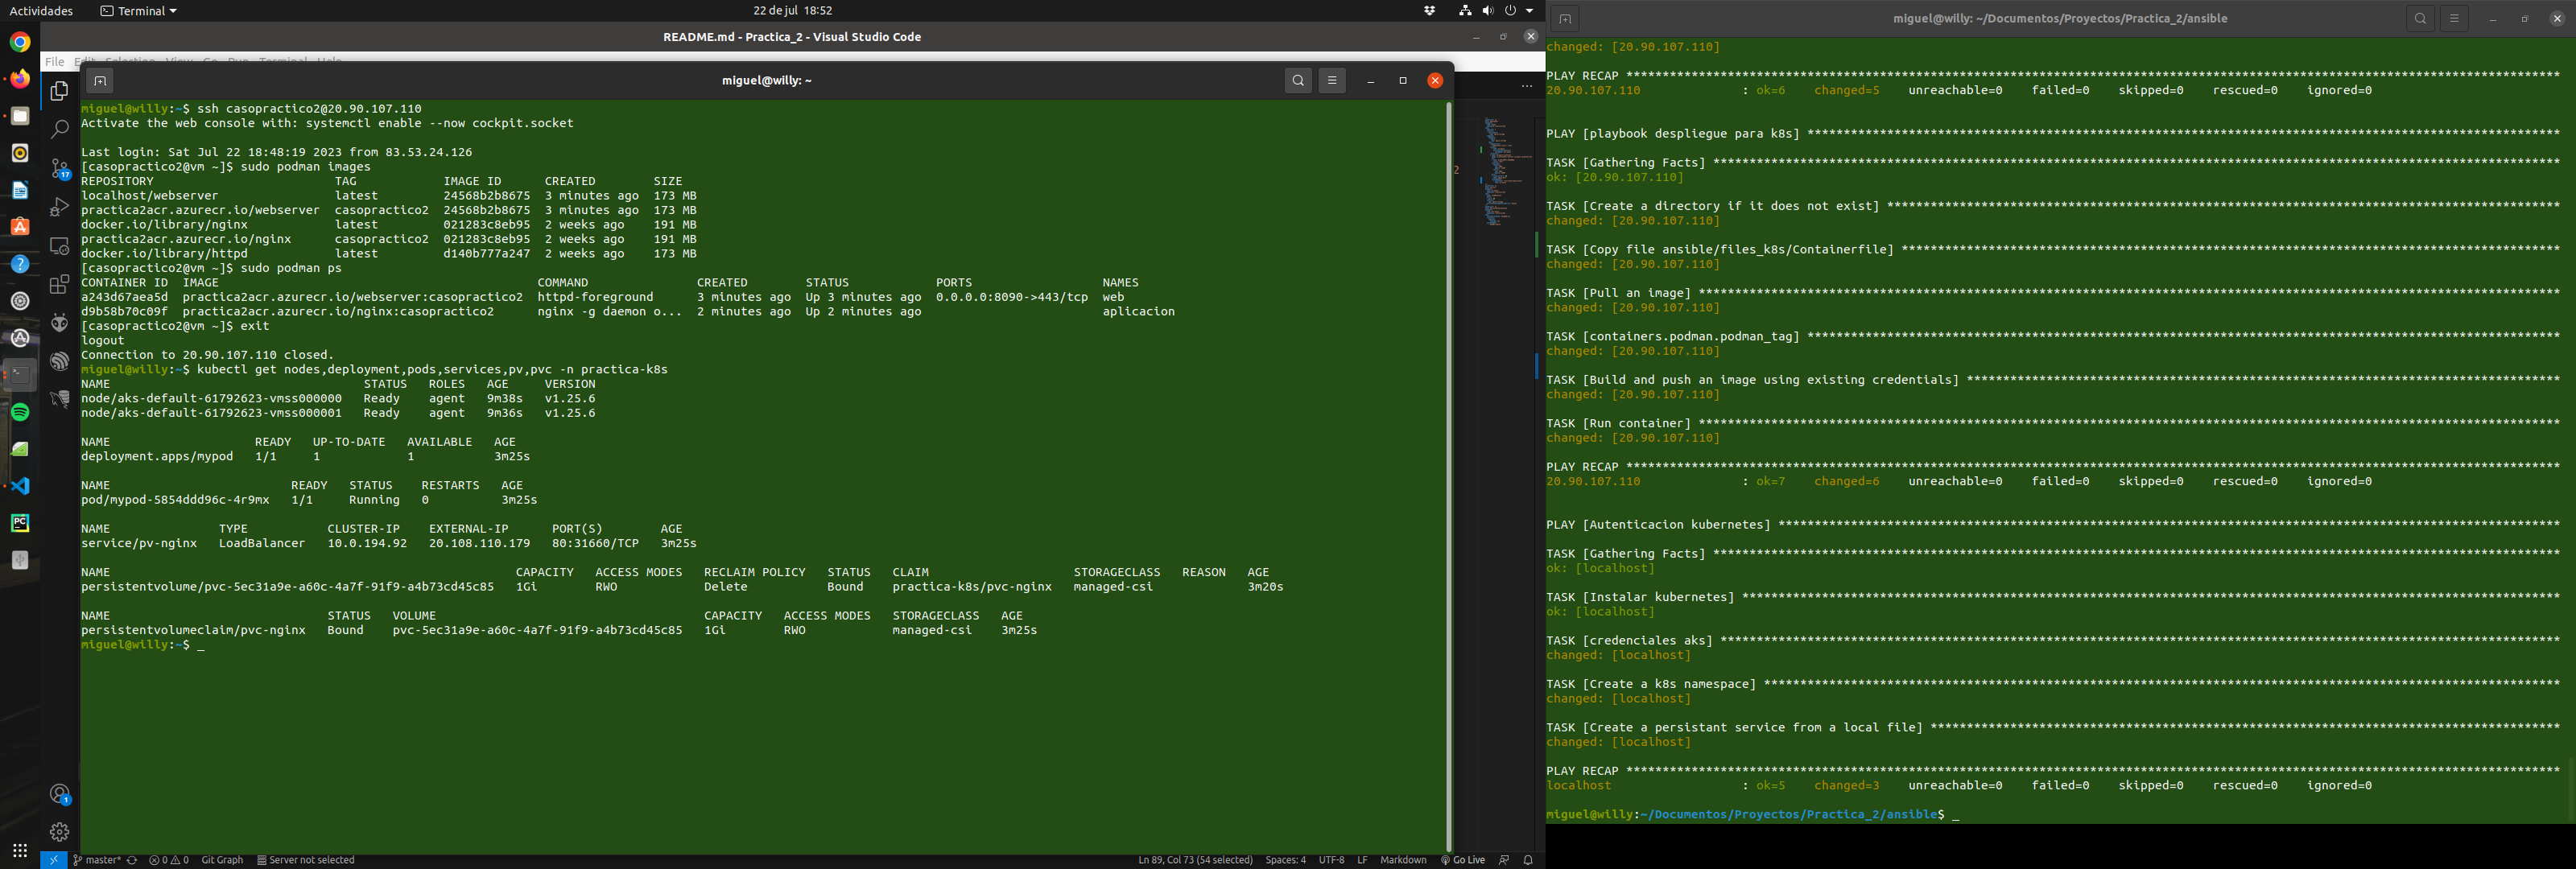 Actividades
Terminal
22 de jul 18:52
README.md - Practica_2 - Visual Studio Code
File Edit Selection View Go Run Terminal Help
miguel@willy: ~
miguel@willy:~$ ssh casopractico2@20.90.107.110
Activate the web console with: systemctl enable --now cockpit.socket
Last login: Sat Jul 22 18:48:19 2023 from 83.53.24.126
[casopractico2@vm ~]$ sudo podman images
REPOSITORY TAG IMAGE ID CREATED SIZE
localhost/webserver latest 24568b2b8675 3 minutes ago 173 MB
practica2acr.azurecr.io/webserver casopractico2 24568b2b8675 3 minutes ago 173 MB
docker.io/library/nginx latest 021283c8eb95 2 weeks ago 191 MB
practica2acr.azurecr.io/nginx casopractico2 021283c8eb95 2 weeks ago 191 MB
docker.io/library/httpd latest d140b777a247 2 weeks ago 173 MB
[casopractico2@vm ~]$ sudo podman ps
CONTAINER ID IMAGE COMMAND CREATED STATUS PORTS NAMES
a243d67aea5d practica2acr.azurecr.io/webserver:casopractico2 httpd-foreground 3 minutes ago Up 3 minutes ago 0.0.0.0:8090->443/tcp web
d9b58b70c09f practica2acr.azurecr.io/nginx:casopractico2 nginx -g daemon o... 2 minutes ago Up 2 minutes ago aplicacion
[casopractico2@vm ~]$ exit
logout
Connection to 20.90.107.110 closed.
miguel@willy:~$ kubectl get nodes,deployment,pods,services,pv,pvc -n practica-k8s
NAME STATUS ROLES AGE VERSION
node/aks-default-61792623-vmss000000 Ready agent 9m38s v1.25.6
node/aks-default-61792623-vmss000001 Ready agent 9m36s v1.25.6
NAME READY UP-TO-DATE AVAILABLE AGE
deployment.apps/mypod 1/1 1 1 3m25s
NAME READY STATUS RESTARTS AGE
pod/mypod-5854ddd96c-4r9mx 1/1 Running 0 3m25s
NAME TYPE CLUSTER-IP EXTERNAL-IP PORT(S) AGE
service/pv-nginx LoadBalancer 10.0.194.92 20.108.110.179 80:31660/TCP 3m25s
NAME CAPACITY ACCESS MODES RECLAIM POLICY STATUS CLAIM STORAGECLASS REASON AGE
persistentvolume/pvc-5ec31a9e-a60c-4a7f-91f9-a4b73cd45c85 1Gi RWO Delete Bound practica-k8s/pvc-nginx managed-csi 3m20s
NAME STATUS VOLUME CAPACITY ACCESS MODES STORAGECLASS AGE
persistentvolumeclaim/pvc-nginx Bound pvc-5ec31a9e-a60c-4a7f-91f9-a4b73cd45c85 1Gi RWO managed-csi 3m25s
miguel@willy:~$ _
17
1
master* 0 0 Git Graph Server not selected
Ln 89, Col 73 (54 selected) Spaces: 4 UTF-8 LF Markdown Go Live
miguel@willy: ~/Documentos/Proyectos/Practica_2/ansible
changed: [20.90.107.110]
PLAY RECAP ****
20.90.107.110 : ok=6 changed=5 unreachable=0 failed=0 skipped=0 rescued=0 ignored=0
PLAY [playbook despliegue para k8s] ****
TASK [Gathering Facts] ****
ok: [20.90.107.110]
TASK [Create a directory if it does not exist] ****
changed: [20.90.107.110]
TASK [Copy file ansible/files_k8s/Containerfile] ****
changed: [20.90.107.110]
TASK [Pull an image] ****
changed: [20.90.107.110]
TASK [containers.podman.podman_tag] ****
changed: [20.90.107.110]
TASK [Build and push an image using existing credentials] ****
changed: [20.90.107.110]
TASK [Run container] ****
changed: [20.90.107.110]
PLAY RECAP ****
20.90.107.110 : ok=7 changed=6 unreachable=0 failed=0 skipped=0 rescued=0 ignored=0
PLAY [Autenticacion kubernetes] ****
TASK [Gathering Facts] ****
ok: [localhost]
TASK [Instalar kubernetes] ****
ok: [localhost]
TASK [credenciales aks] ****
changed: [localhost]
TASK [Create a k8s namespace] ****
changed: [localhost]
TASK [Create a persistant service from a local file] ****
changed: [localhost]
PLAY RECAP ****
localhost : ok=5 changed=3 unreachable=0 failed=0 skipped=0 rescued=0 ignored=0
miguel@willy:~/Documentos/Proyectos/Practica_2/ansible$ _